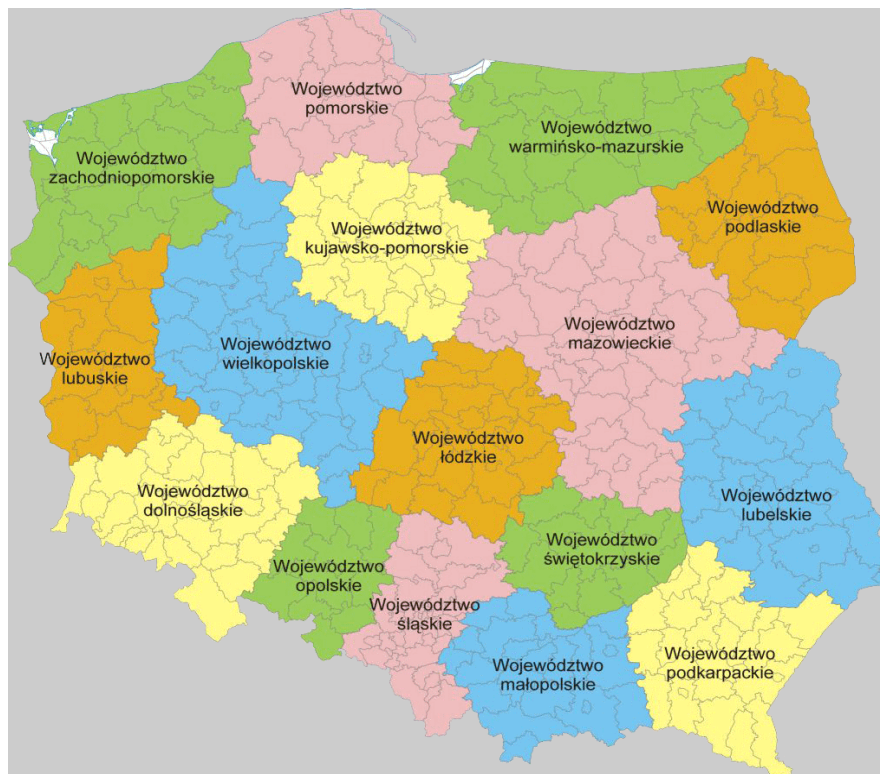 Województwo
pomorskie
Województwo
warmińsko-mazurskie
Województwo
zachodniopomorskie
Województwo
podlaskie
Województwo
kujawsko-pomorskie
Województwo
mazowieckie
Województwo
wielkopolskie
Województwo
lubuskie
Województwo
łódzkie
Województwo
dolnośląskie
Województwo
lubelskie
Województwo
świętokrzyskie
Województwo
opolskie
Województwo
śląskie
Województwo
małopolskie
Województwo
podkarpackie